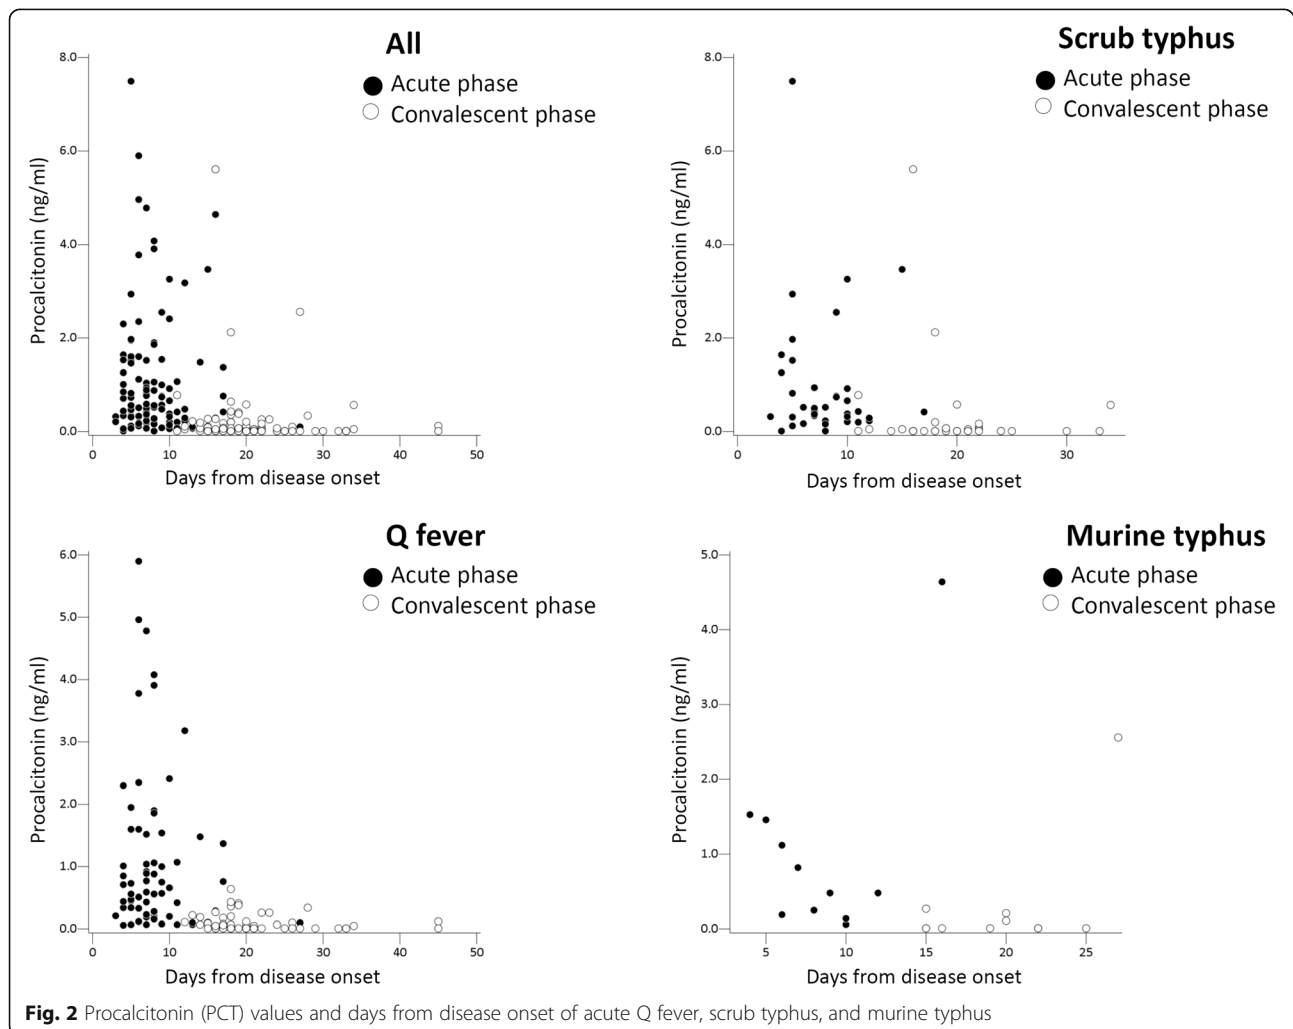 All
Acute phase
Convalescent phase
Procalcitonin (ng/ml)
8.0
6.0
4.0
2.0
0.0
0 10 20 30 40 50
Days from disease onset
Scrub typhus
Acute phase
Convalescent phase
Procalcitonin (ng/ml)
8.0
6.0
4.0
2.0
0.0
0 10 20 30
Days from disease onset
Q fever
Acute phase
Convalescent phase
Procalcitonin (ng/ml)
6.0
5.0
4.0
3.0
2.0
1.0
0.0
0 10 20 30 40 50
Days from disease onset
Murine typhus
Acute phase
Convalescent phase
Procalcitonin (ng/ml)
5.0
4.0
3.0
2.0
1.0
0.0
5 10 15 20 25
Days from disease onset
Fig. 2 Procalcitonin (PCT) values and days from disease onset of acute Q fever, scrub typhus, and murine typhus